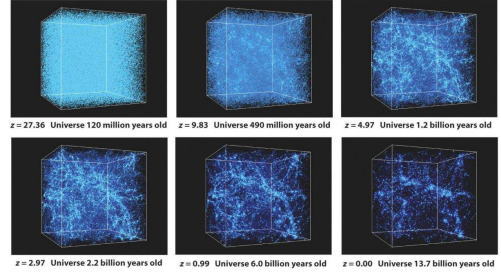 z = 27.36 Universe 120 million years old
z = 9.83 Universe 490 million years old
z = 4.97 Universe 1.2 billion years old
z = 2.97 Universe 2.2 billion years old
z = 0.99 Universe 6.0 billion years old
z = 0.00 Universe 13.7 billion years old